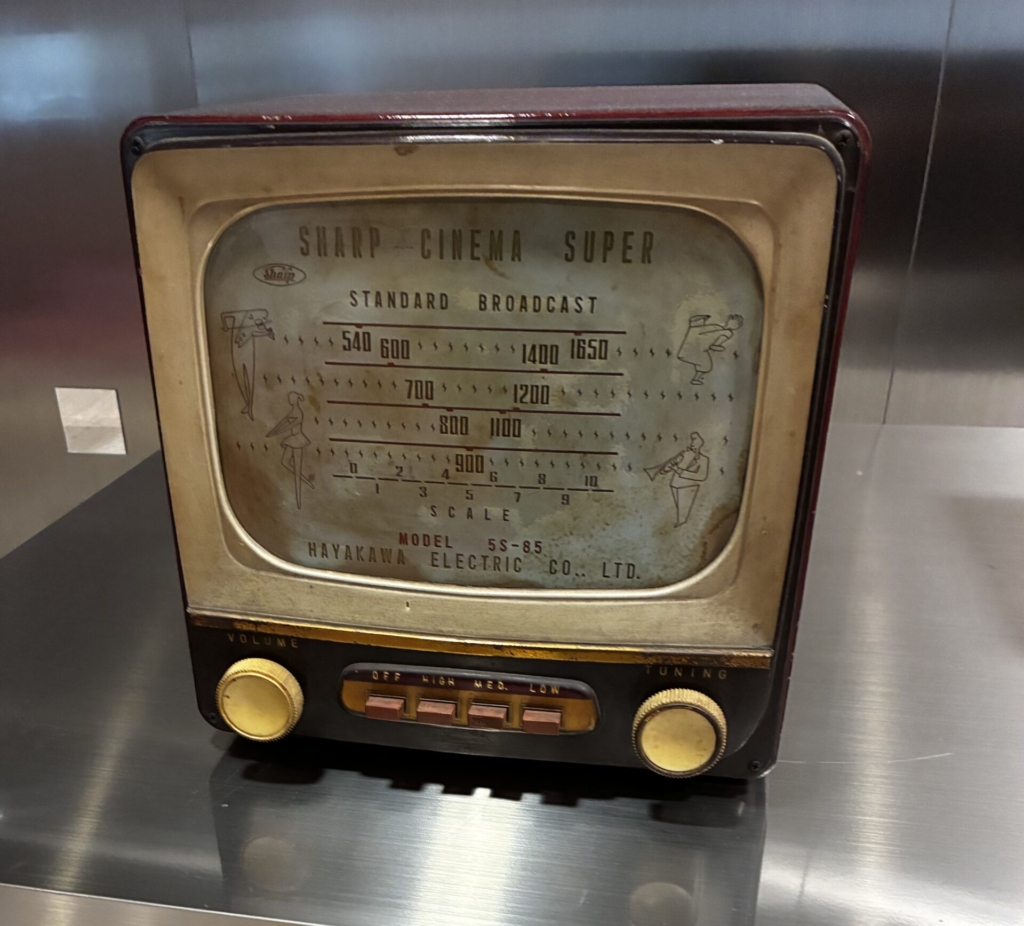 SHARP CINEMA SUPER
Sharp
STANDARD BROADCAST
540 600 1400 1650
700 1200
800 1100
900
0 2 4 6 8 10
1 3 5 7 9
SCALE
MODEL 5S-85
HAYAKAWA ELECTRIC CO., LTD.
VOLUME
OFF HIGH MED. LOW
TUNING